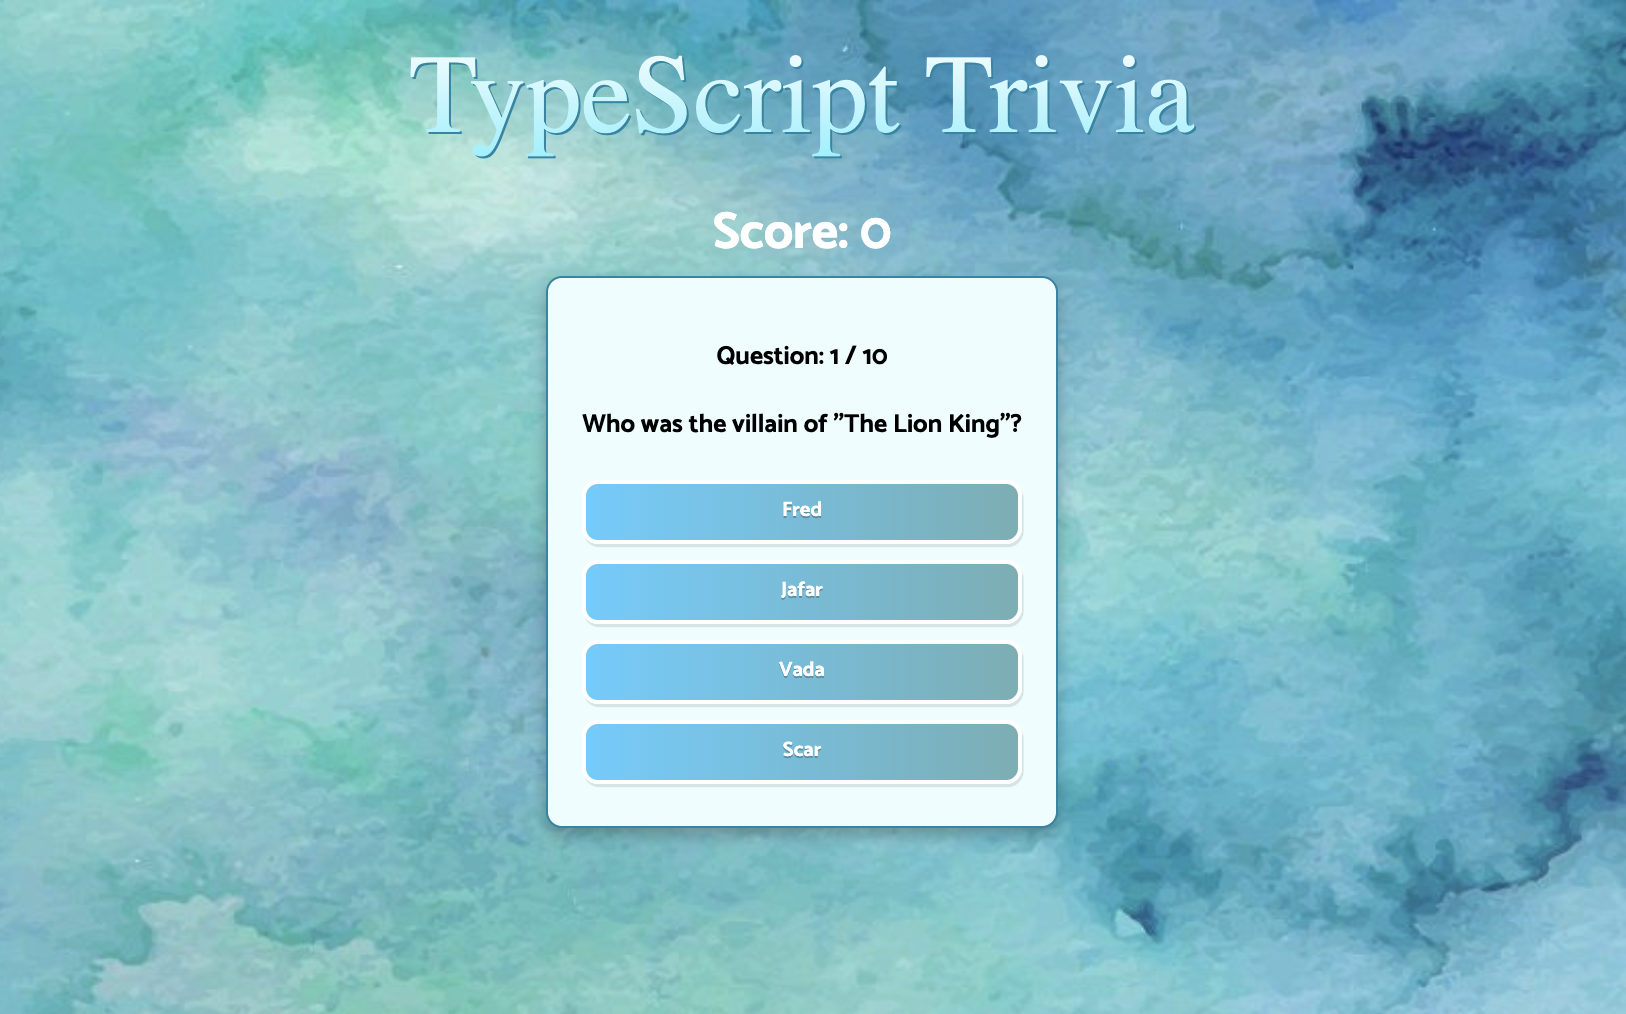 TypeScript Trivia
Score: 0
Question: 1 / 10
Who was the villain of "The Lion King"?
Fred
Jafar
Vada
Scar